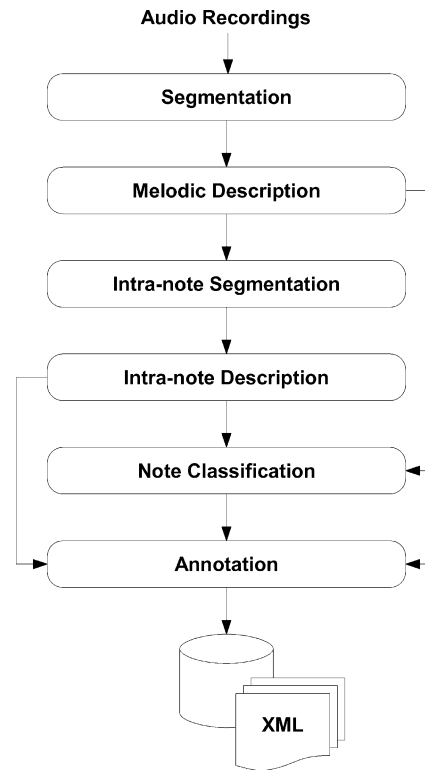 Audio Recordings
Segmentation
Melodic Description
Intra-note Segmentation
Intra-note Description
Note Classification
Annotation
XML